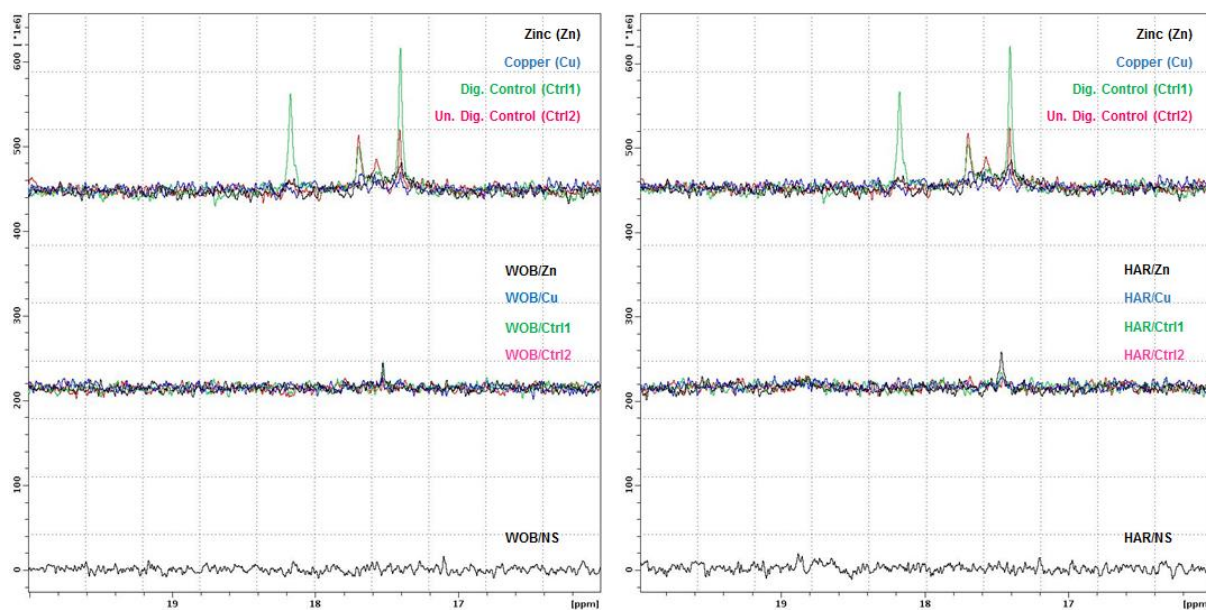 600 [ *1e6]
Zinc (Zn)
Copper (Cu)
Dig. Control (Ctrl1)
Un. Dig. Control (Ctrl2)
500
400
WOB/Zn
WOB/Cu
300
WOB/Ctrl1
WOB/Ctrl2
200
100
WOB/NS
0
19
18
17
[ppm]
600 [ *1e6]
Zinc (Zn)
Copper (Cu)
Dig. Control (Ctrl1)
Un. Dig. Control (Ctrl2)
500
400
HAR/Zn
HAR/Cu
300
HAR/Ctrl1
HAR/Ctrl2
200
100
HAR/NS
0
19
18
17
[ppm]